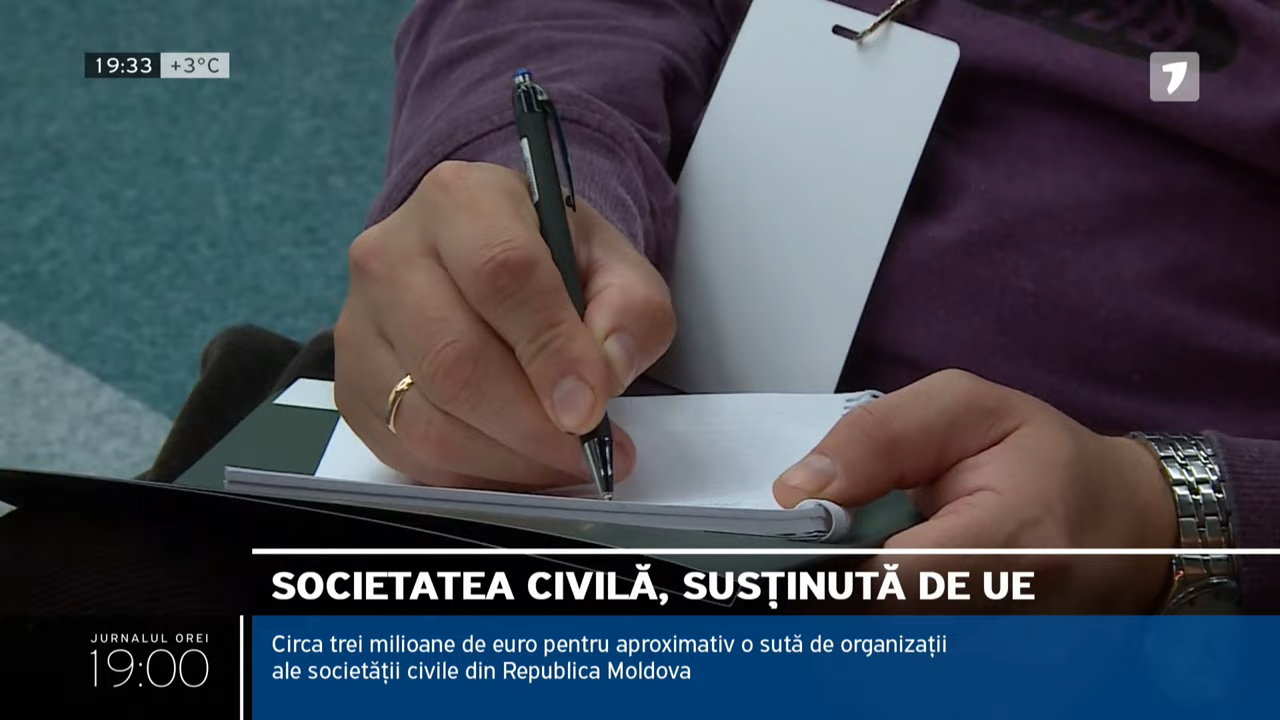 19:33 +3°C
SOCIETATEA CIVILĂ, SUSȚINUTĂ DE UE
JURNALUL OREI
19:00
Circa trei milioane de euro pentru aproximativ o sută de organizații
ale societății civile din Republica Moldova